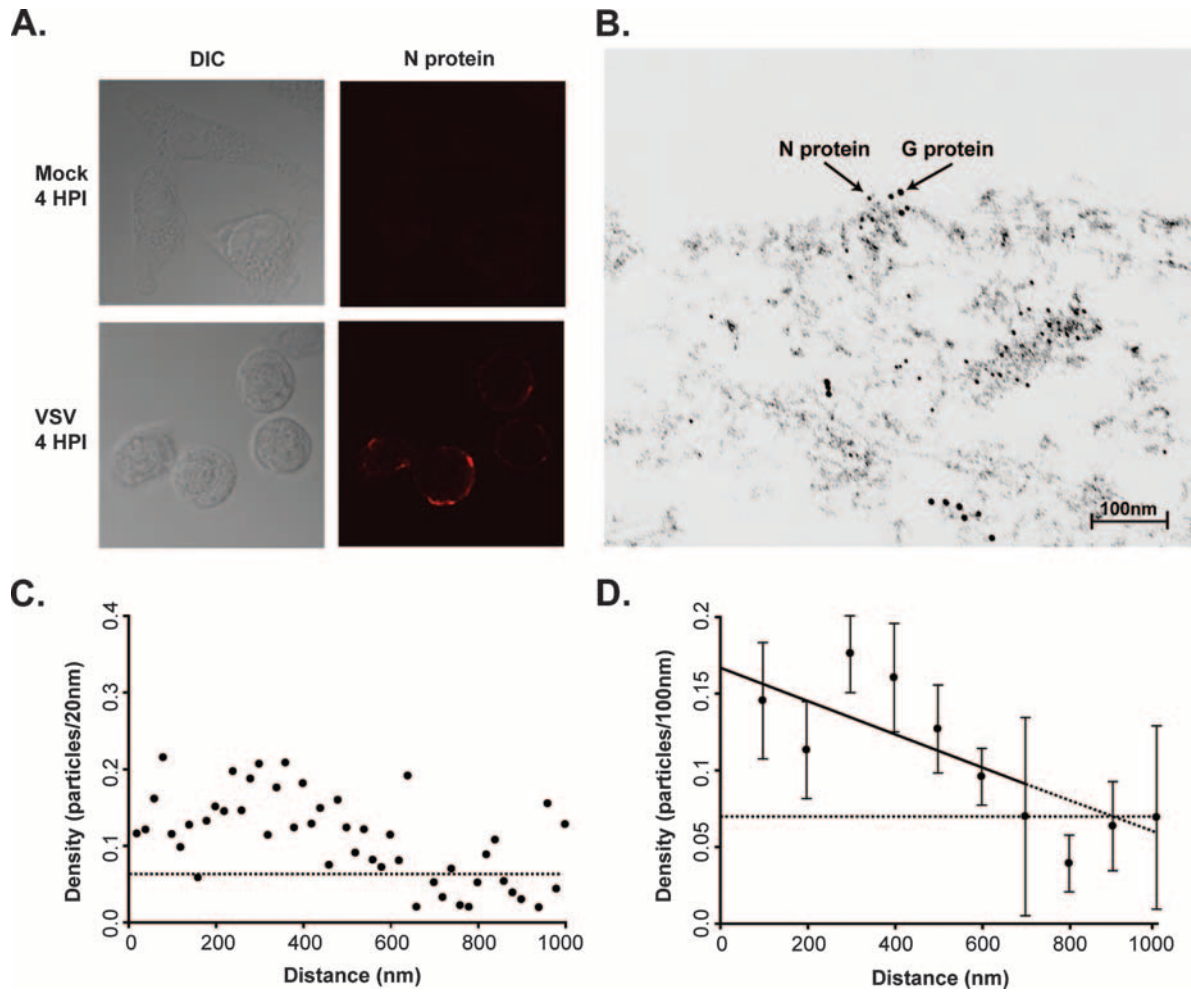 A.
DIC
N protein
Mock
4 HPI
VSV
4 HPI
B.
N protein
G protein
100nm
C.
Density (particles/20nm)
0.4
0.3
0.2
0.1
0.0
0
200
400
600
800
1000
Distance (nm)
D.
Density (particles/100nm)
0.2
0.15
0.1
0.05
0.0
0
200
400
600
800
1000
Distance (nm)